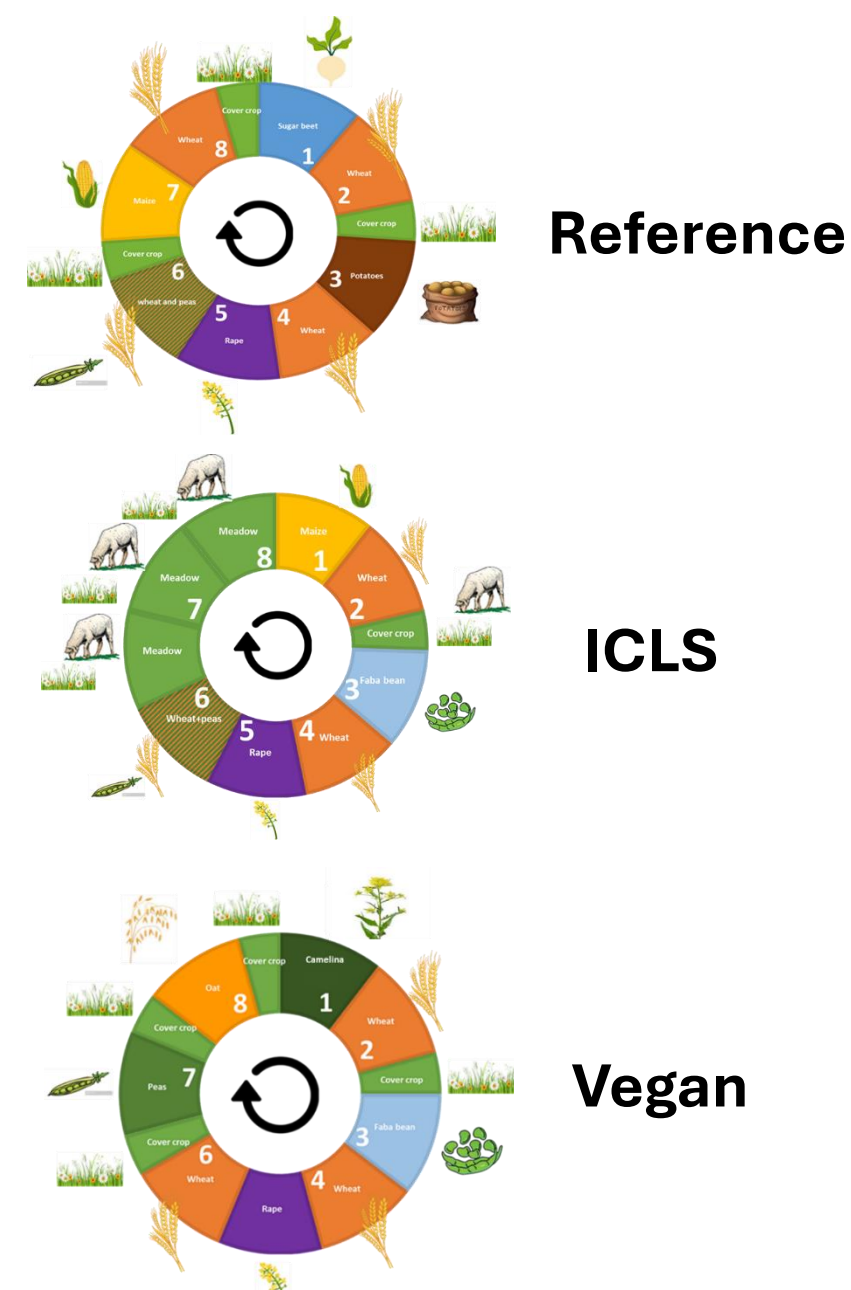 Cover crop
Sugar beet
1
Wheat
2
Cover crop
3 Potatoes
4
Wheat
5
Rape
6
wheat and peas
Cover crop
Maize
7
Wheat
8
Reference
Maize
1
Wheat
2
Cover crop
Faba bean
3
4 Wheat
5
Rape
6
Wheat+peas
Meadow
Meadow
7
Meadow
8
ICLS
Camelina
1
Wheat
2
Cover crop
Faba bean
3
4
Wheat
Rape
6
Wheat
Cover crop
Peas
7
Cover crop
Oat
8
Cover crop
Vegan